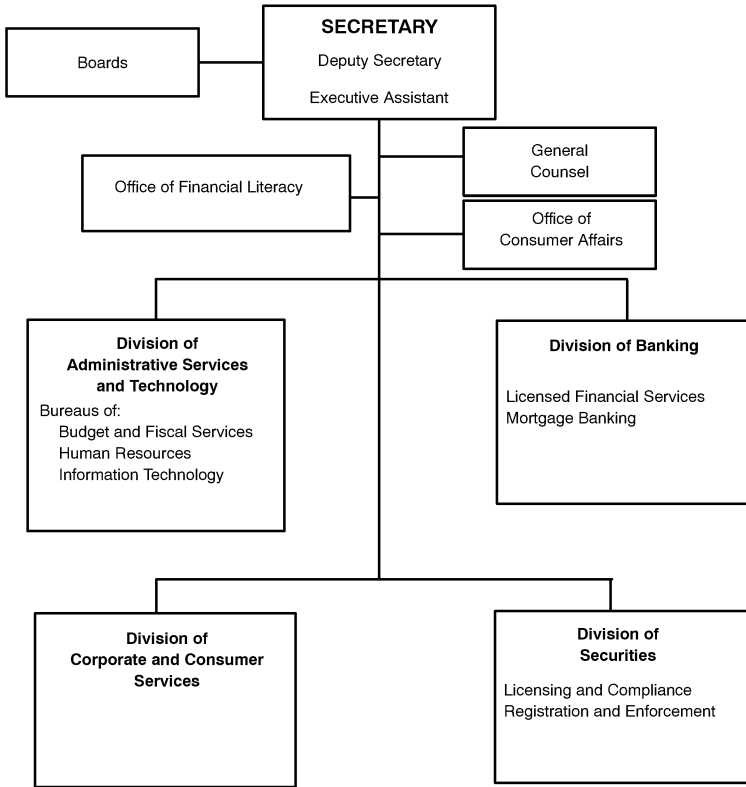 SECRETARY
Deputy Secretary
Executive Assistant
Boards
General
Counsel
Office of Financial Literacy
Office of
Consumer Affairs
Division of
Administrative Services
and Technology
Bureaus of:
Budget and Fiscal Services
Human Resources
Information Technology
Division of Banking
Licensed Financial Services
Mortgage Banking
Division of
Corporate and Consumer
Services
Division of
Securities
Licensing and Compliance
Registration and Enforcement